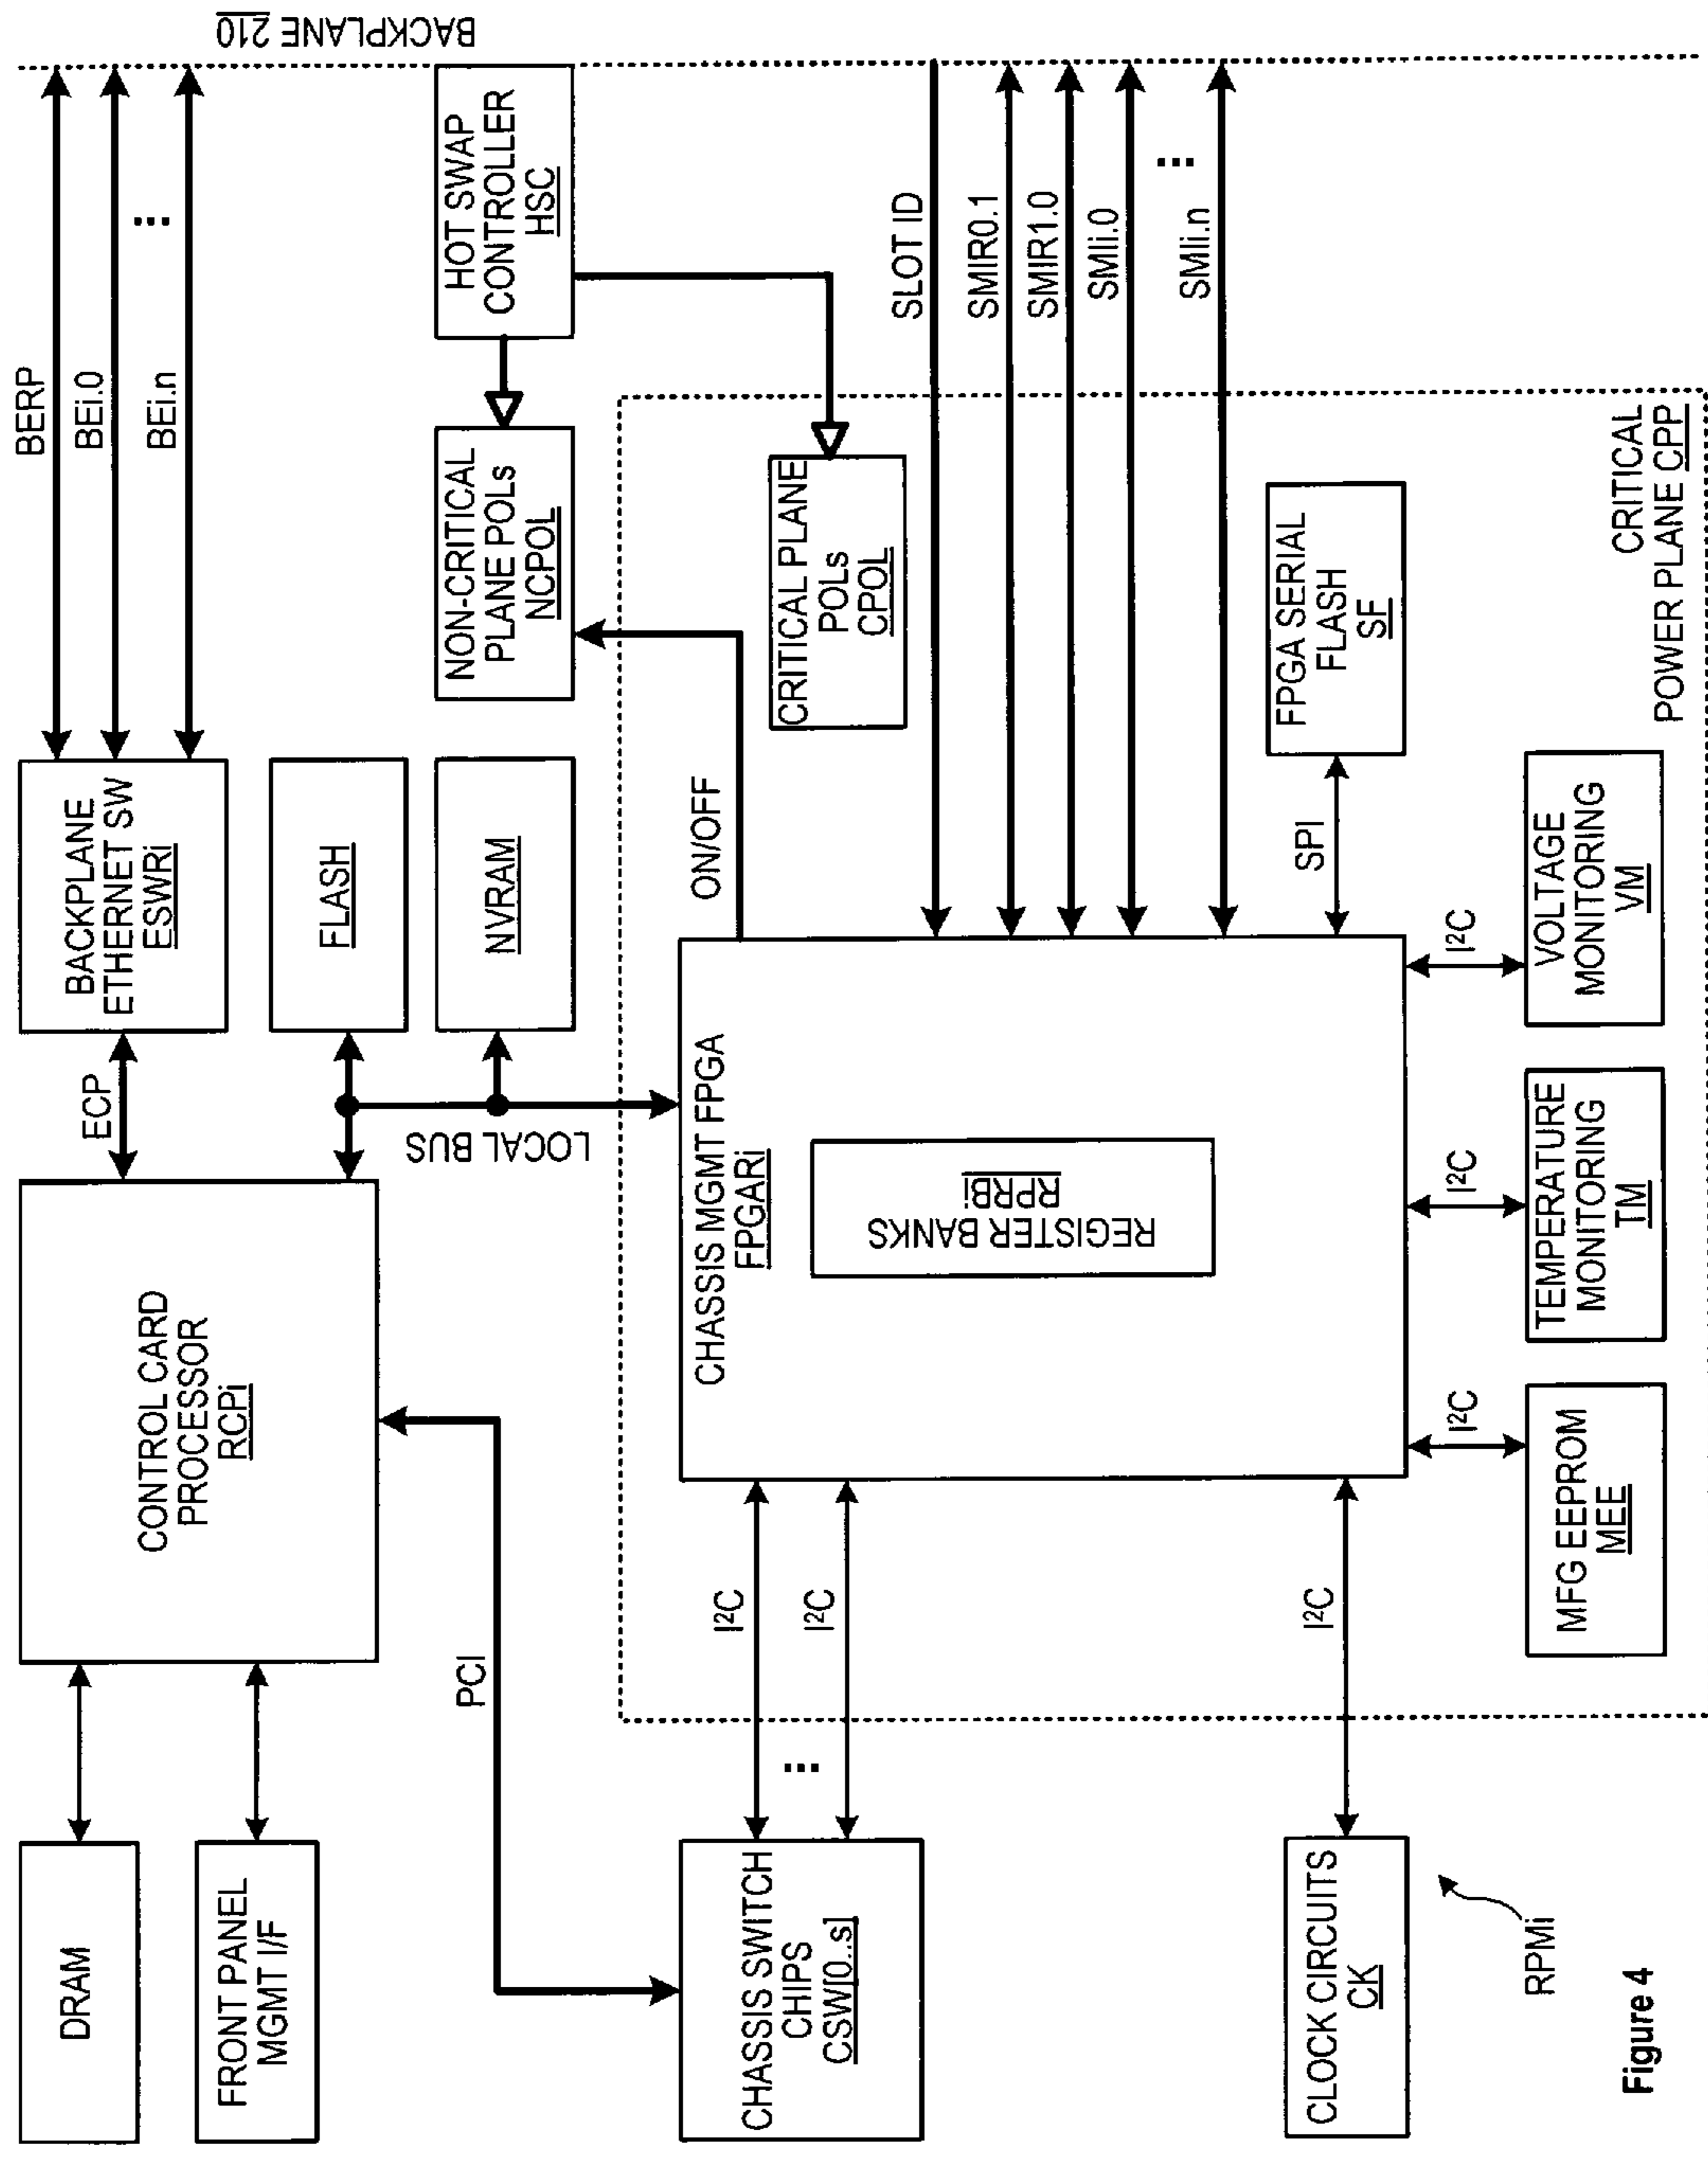 DRAM
FRONT PANEL
MGMT I/F
CONTROL CARD
PROCESSOR
RCPi
ECP
BACKPLANE
ETHERNET SW
ESWRi
BERP
BEi.0
BEi.n
...
BACKPLANE 210
FLASH
NVRAM
LOCAL BUS
PCI
HOT SWAP
CONTROLLER
HSC
NON-CRITICAL
PLANE POLs
NCPOL
CRITICAL PLANE
POLs
CPOL
ON/OFF
CHASSIS SWITCH
CHIPS
CSW[0..s]
I²C
...
I²C
CHASSIS MGMT FPGA
FPGARi
REGISTER BANKS
RPRBi
SLOT ID
SMIR0.1
SMIR1.0
SMIi.0
...
SMIi.n
FPGA SERIAL
FLASH
SF
SPI
CLOCK CIRCUITS
CK
I²C
I²C
I²C
I²C
MFG EEPROM
MEE
TEMPERATURE
MONITORING
TM
VOLTAGE
MONITORING
VM
CRITICAL
POWER PLANE CPP
RPMi
Figure 4